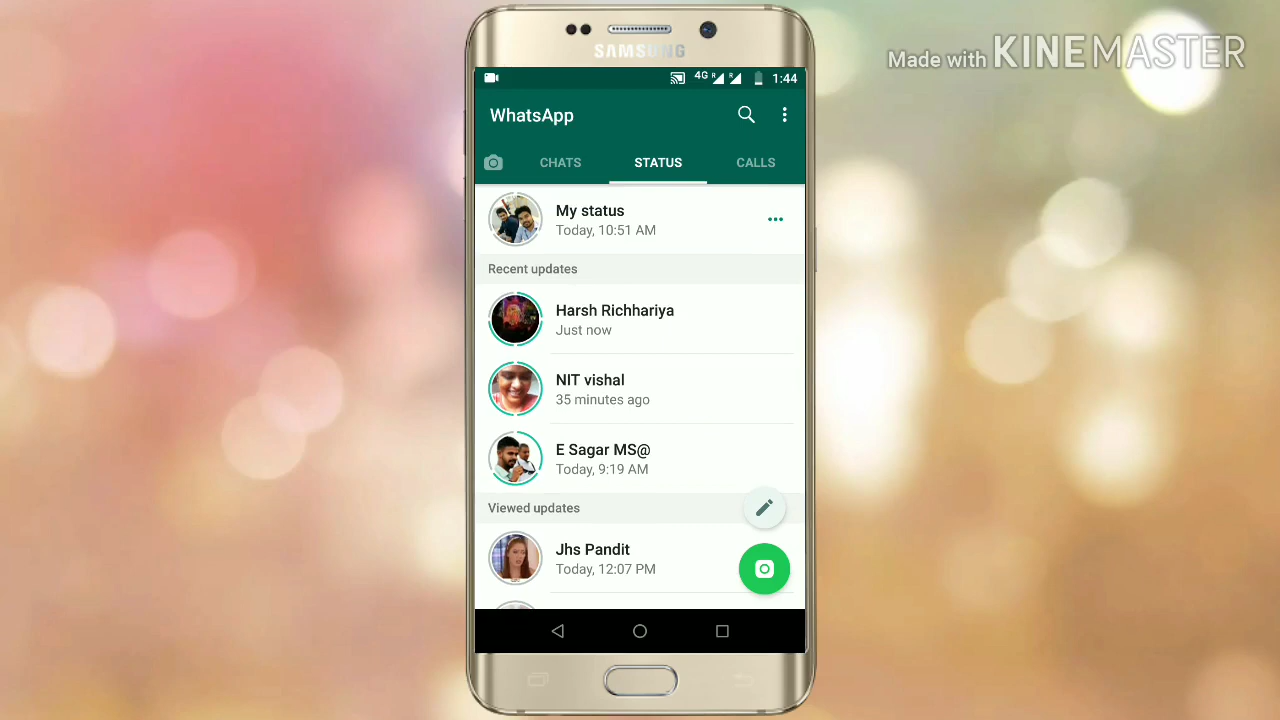 Made with KINEMASTER
SAMSUNG
4G R R 1:44
WhatsApp
CHATS STATUS CALLS
My status
Today, 10:51 AM
Recent updates
Harsh Richhariya
Just now
NIT vishal
35 minutes ago
E Sagar MS@
Today, 9:19 AM
Viewed updates
Jhs Pandit
Today, 12:07 PM